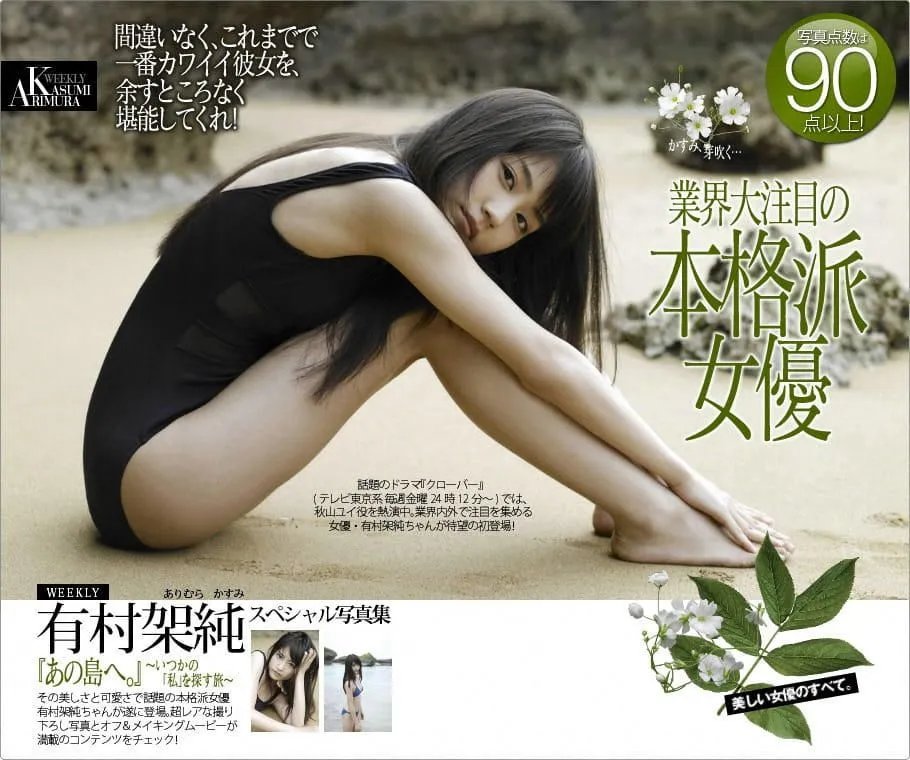 WEEKLY
KASUMI
ARIMURA
間違いなく、これまでで
一番カワイイ彼女を、
余すところなく
堪能してくれ!
写真点数は
90
点以上!
かすみ、芽吹く…
業界大注目の
本格派
女優
話題のドラマ『クローバー』
(テレビ東京系 毎週金曜 24 時 12 分〜)では、
秋山ユイ役を熱演中。業界内外で注目を集める
女優・有村架純ちゃんが待望の初登場!
WEEKLY
ありむら かすみ
有村架純スペシャル写真集
『あの島へ。』〜いつかの
「私」を探す旅〜
その美しさと可愛さで話題の本格派女優
有村架純ちゃんが遂に登場。超レアな撮り
下ろし写真とオフ&メイキングムービーが
満載のコンテンツをチェック!
美しい女優のすべて。